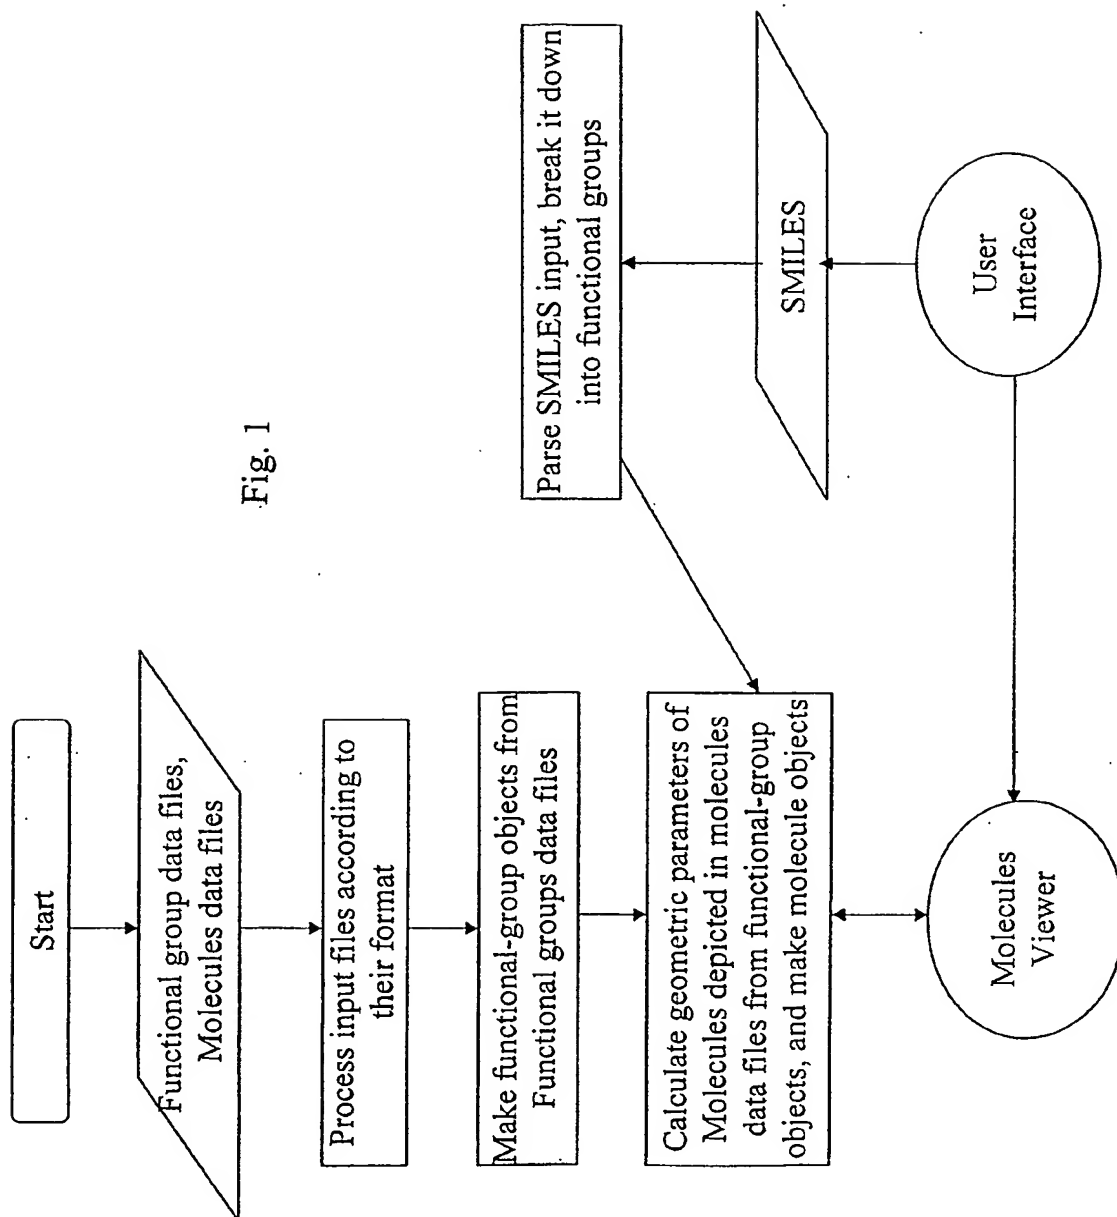 Start
Functional group data files,
Molecules data files
Process input files according to
their format
Make functional-group objects from
Functional groups data files
Calculate geometric parameters of
Molecules depicted in molecules
data files from functional-group
objects, and make molecule objects
Molecules
Viewer
Fig. 1
Parse SMILES input, break it down
into functional groups
SMILES
User
Interface